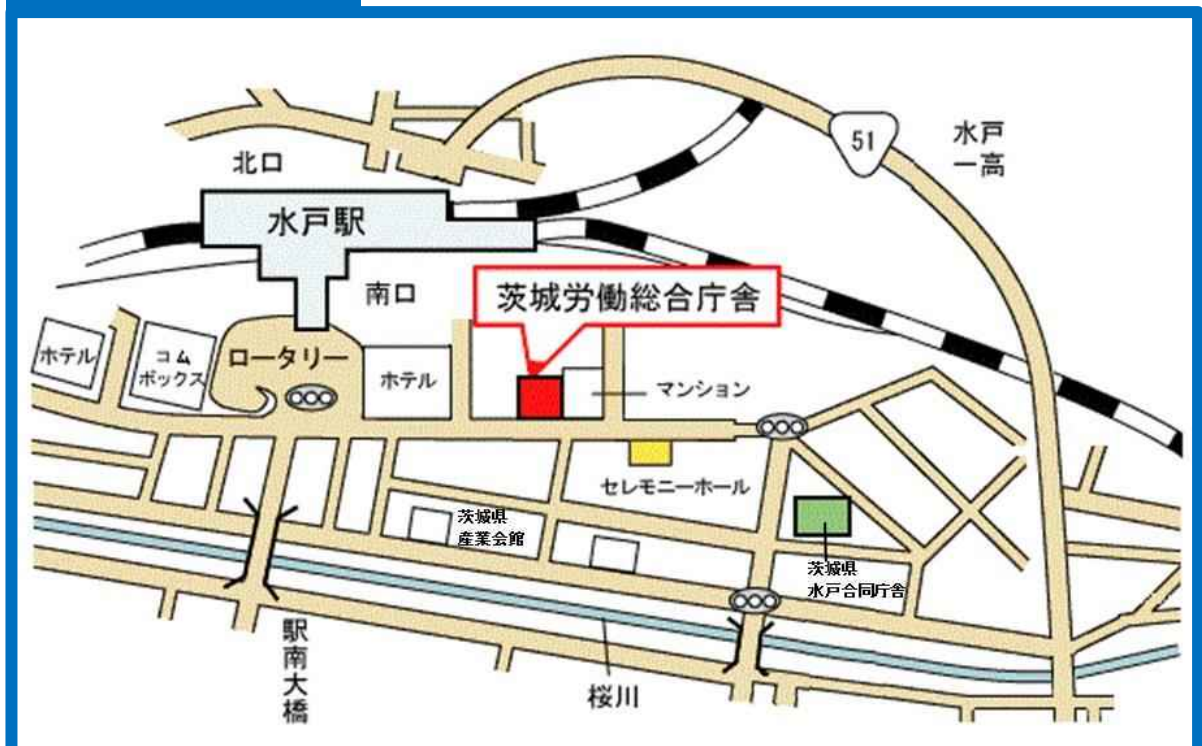 51
水戸
一高
北口
水戸駅
南口
茨城労働総合庁舎
ホテル
コム
ボックス
ロータリー
ホテル
マンション
セレモニーホール
茨城県
産業会館
茨城県
水戸合同庁舎
駅南大橋
桜川